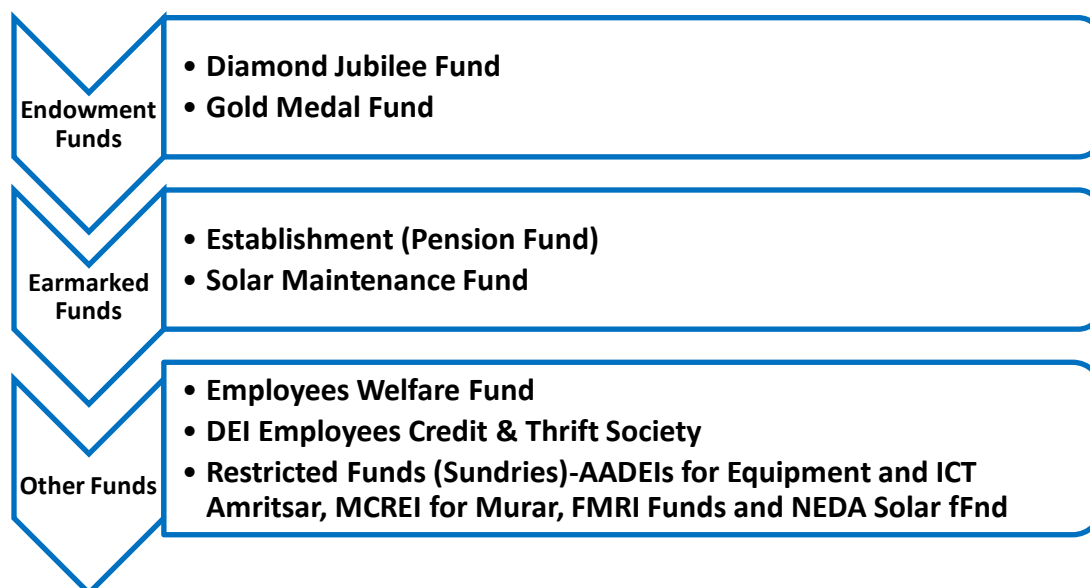 Endowment
Funds
• Diamond Jubilee Fund
• Gold Medal Fund
Earmarked
Funds
• Establishment (Pension Fund)
• Solar Maintenance Fund
Other Funds
• Employees Welfare Fund
• DEI Employees Credit & Thrift Society
• Restricted Funds (Sundries)-AADEIs for Equipment and ICT
Amritsar, MCREI for Murar, FMRI Funds and NEDA Solar fFnd